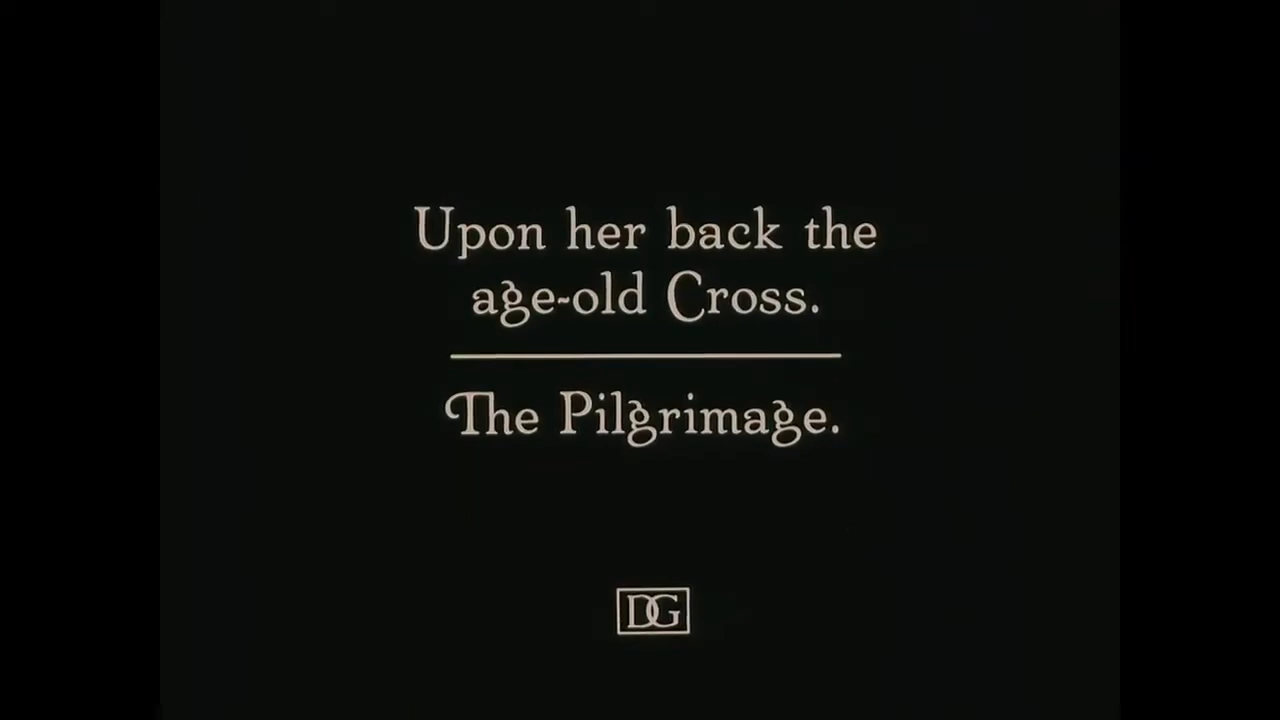 Upon her back the
age-old Cross.
The Pilgrimage.
DG